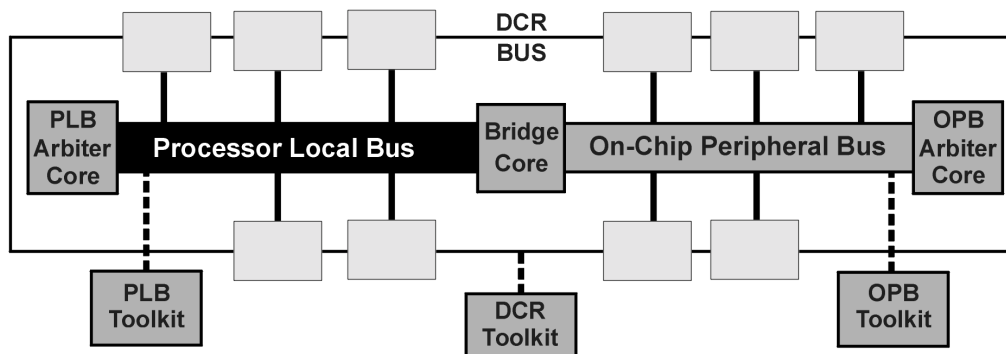 DCR
BUS
PLB
Arbiter
Core
Processor Local Bus
Bridge
Core
On-Chip Peripheral Bus
OPB
Arbiter
Core
PLB
Toolkit
DCR
Toolkit
OPB
Toolkit